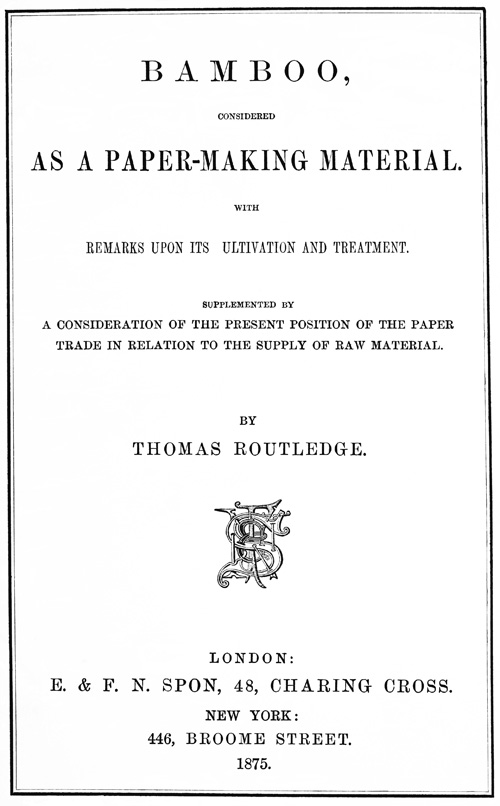 BAMBOO,
CONSIDERED
AS A PAPER-MAKING MATERIAL.
WITH
REMARKS UPON ITS ULTIVATION AND TREATMENT.
SUPPLEMENTED BY
A CONSIDERATION OF THE PRESENT POSITION OF THE PAPER
TRADE IN RELATION TO THE SUPPLY OF RAW MATERIAL.
BY
THOMAS ROUTLEDGE.
LONDON:
E. & F. N. SPON, 48, CHARING CROSS.
NEW YORK:
446, BROOME STREET.
1875.